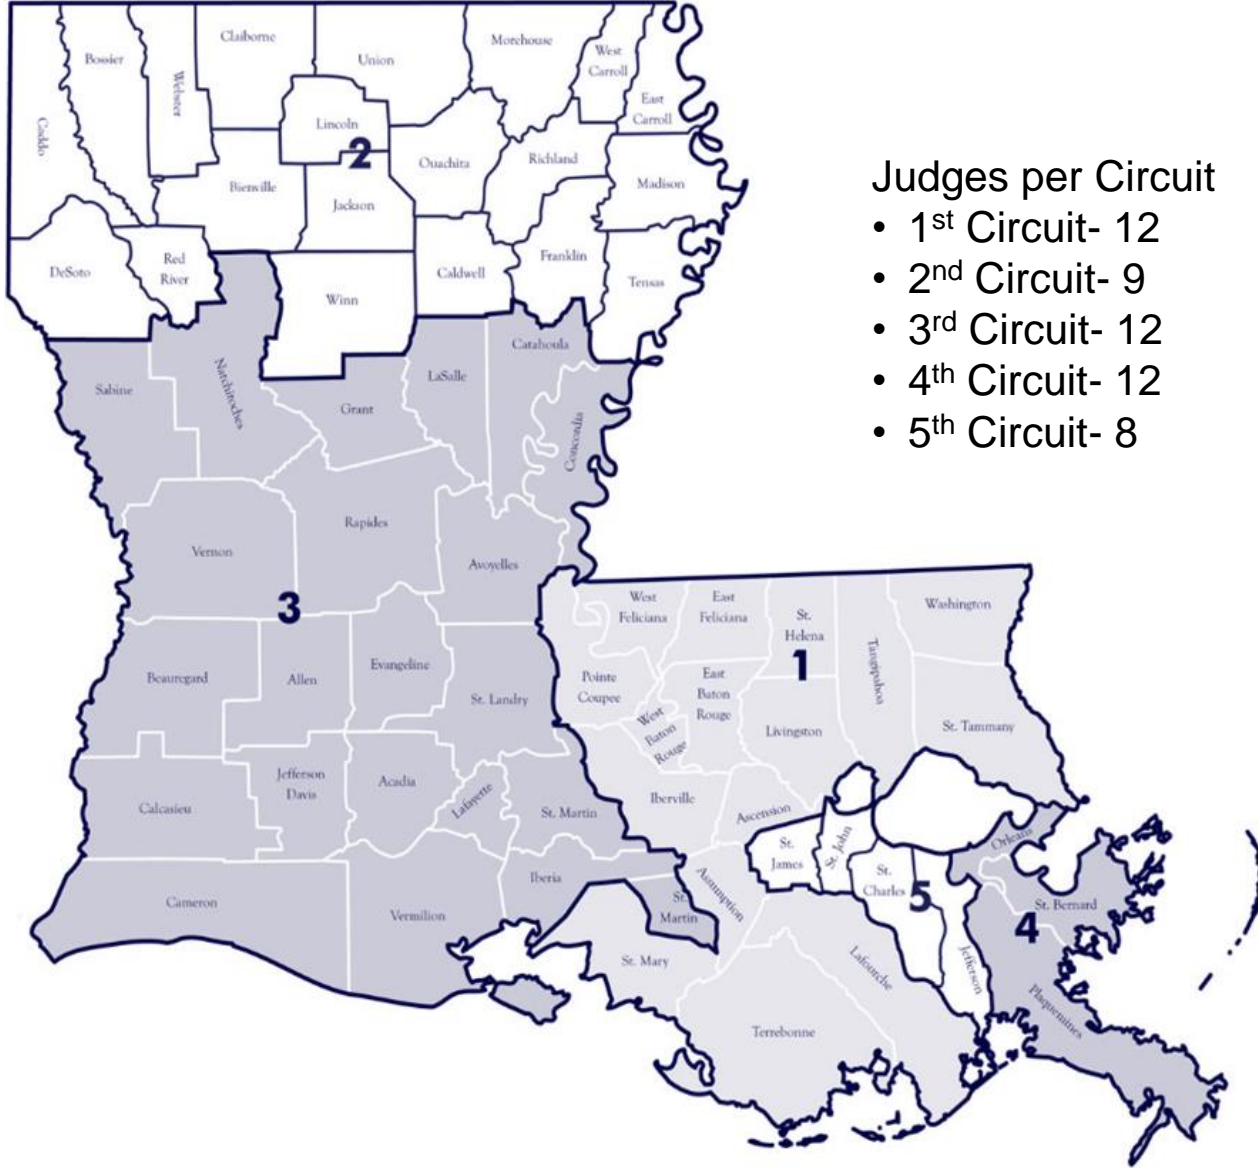 Claiborne
Morehouse
Bossier
Union
West
Carroll
Webster
East
Carroll
Caddo
Lincoln
2
Ouachita
Richland
Bienville
Madison
Jackson
DeSoto
Red
River
Winn
Caldwell
Franklin
Tensas
Judges per Circuit
• 1st Circuit- 12
• 2nd Circuit- 9
• 3rd Circuit- 12
• 4th Circuit- 12
• 5th Circuit- 8
Catahoula
Sabine
Natchitoches
LaSalle
Grant
Concordia
Rapides
Vernon
Avoyelles
3
West
Feliciana
East
Feliciana
St.
Helena
Washington
1
Tangipahoa
Beauregard
Allen
Evangeline
St. Landry
Pointe
Coupee
East
Baton
Rouge
West
Baton
Rouge
Livingston
St. Tammany
Calcasieu
Jefferson
Davis
Acadia
Lafayette
St. Martin
Iberville
Ascension
St.
James
St. John
Orleans
Cameron
Vermilion
Iberia
St.
Martin
Assumption
St.
Charles
5
St. Bernard
4
St. Mary
Lafourche
Jefferson
Plaquemines
Terrebonne